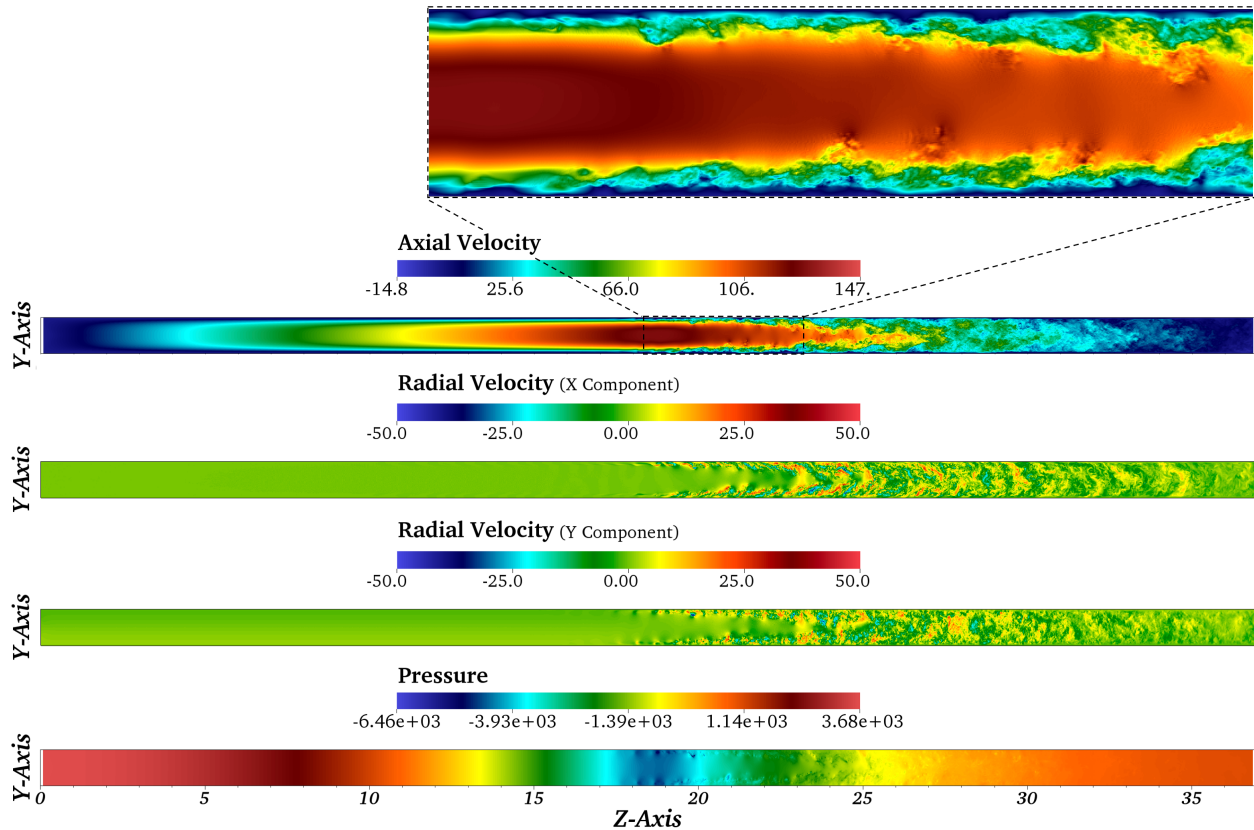 Axial Velocity
-14.8 25.6 66.0 106. 147.
Y-Axis
Radial Velocity (X Component)
-50.0 -25.0 0.00 25.0 50.0
Y-Axis
Radial Velocity (Y Component)
-50.0 -25.0 0.00 25.0 50.0
Y-Axis
Pressure
-6.46e+03 -3.93e+03 -1.39e+03 1.14e+03 3.68e+03
Y-Axis
0 5 10 15 20 25 30 35
Z-Axis